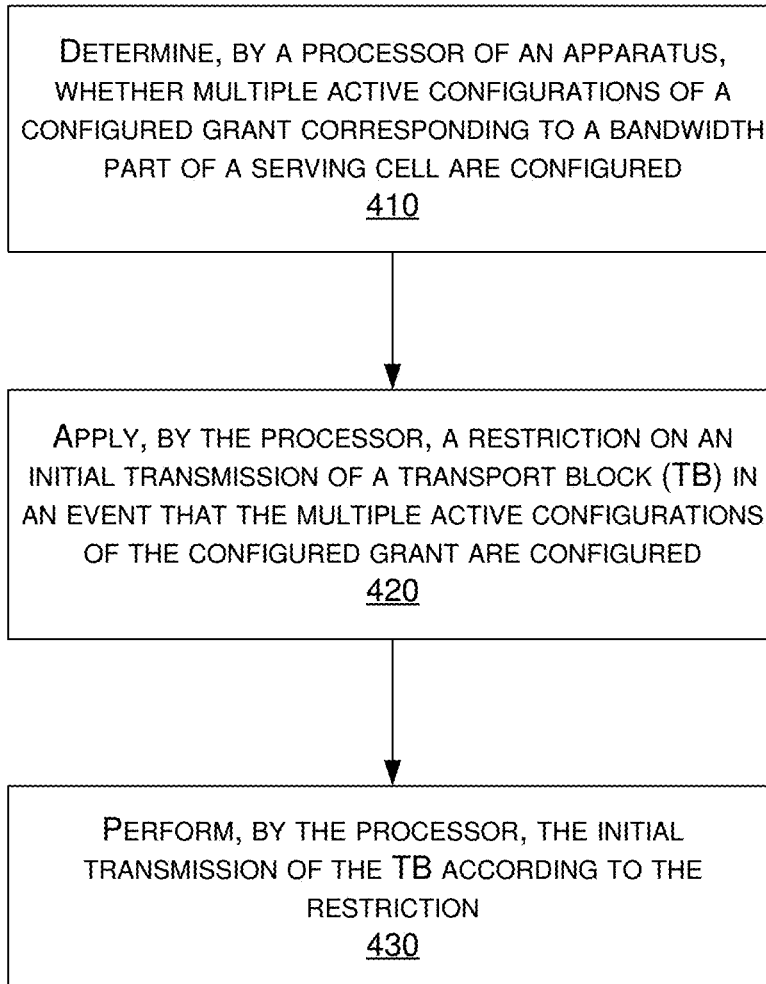 DETERMINE, BY A PROCESSOR OF AN APPARATUS,
WHETHER MULTIPLE ACTIVE CONFIGURATIONS OF A
CONFIGURED GRANT CORRESPONDING TO A BANDWIDTH
PART OF A SERVING CELL ARE CONFIGURED
410
APPLY, BY THE PROCESSOR, A RESTRICTION ON AN
INITIAL TRANSMISSION OF A TRANSPORT BLOCK (TB) IN
AN EVENT THAT THE MULTIPLE ACTIVE CONFIGURATIONS
OF THE CONFIGURED GRANT ARE CONFIGURED
420
PERFORM, BY THE PROCESSOR, THE INITIAL
TRANSMISSION OF THE TB ACCORDING TO THE
RESTRICTION
430